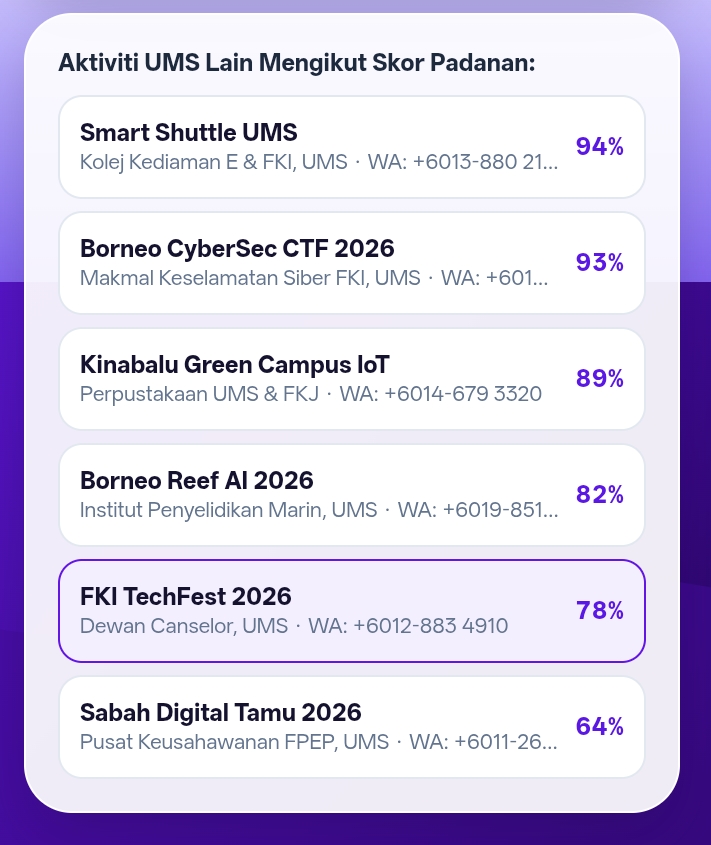 Aktiviti UMS Lain Mengikut Skor Padanan:
Smart Shuttle UMS
Kolej Kediaman E & FKI, UMS · WA: +6013-880 21...
94%
Borneo CyberSec CTF 2026
Makmal Keselamatan Siber FKI, UMS · WA: +601...
93%
Kinabalu Green Campus IoT
Perpustakaan UMS & FKJ · WA: +6014-679 3320
89%
Borneo Reef AI 2026
Institut Penyelidikan Marin, UMS · WA: +6019-851...
82%
FKI TechFest 2026
Dewan Canselor, UMS · WA: +6012-883 4910
78%
Sabah Digital Tamu 2026
Pusat Keusahawanan FPEP, UMS · WA: +6011-26...
64%